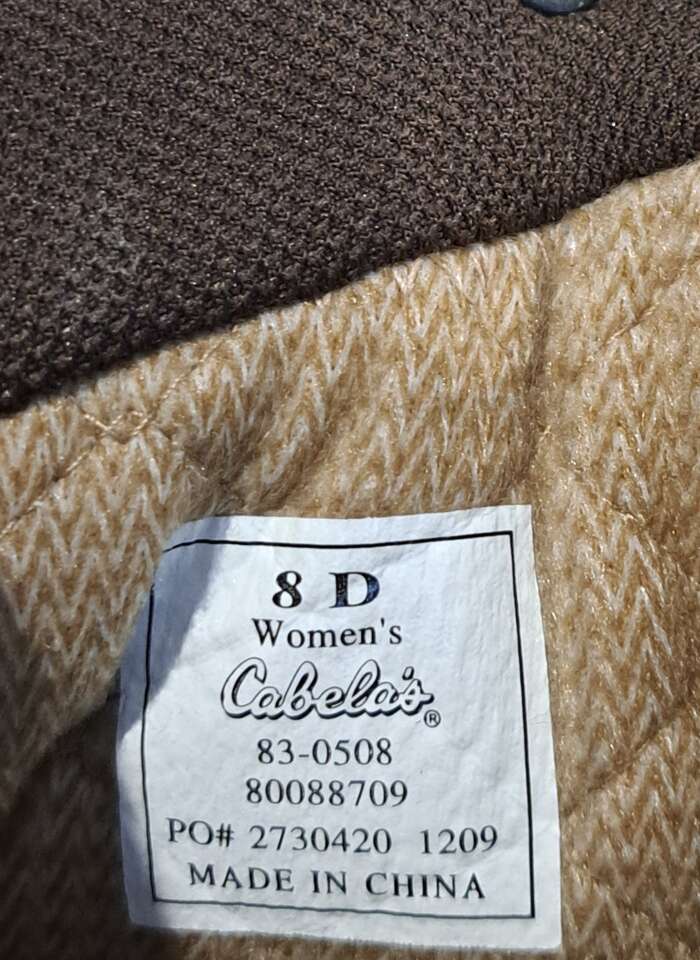 8 D
Women's
Cabela's®
83-0508
80088709
PO# 2730420 1209
MADE IN CHINA